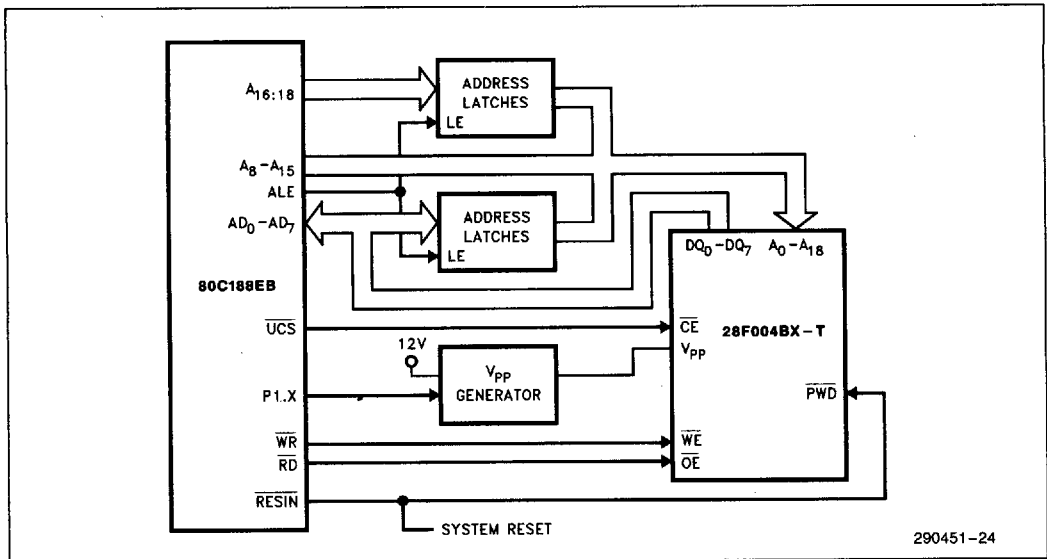 A16:18
A8–A15
ALE
AD0–AD7
80C188EB
UCS
P1.X
WR
RD
RESIN
ADDRESS
LATCHES
LE
ADDRESS
LATCHES
LE
12V
VPP
GENERATOR
SYSTEM RESET
DQ0–DQ7 A0–A18
CE
28F004BX-T
VPP
PWD
WE
OE
290451-24